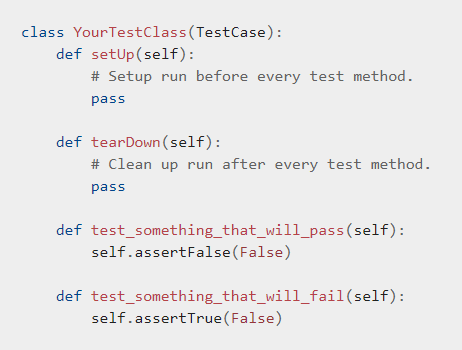 class YourTestClass(TestCase):
    def setUp(self):
        # Setup run before every test method.
        pass

    def tearDown(self):
        # Clean up run after every test method.
        pass

    def test_something_that_will_pass(self):
        self.assertFalse(False)

    def test_something_that_will_fail(self):
        self.assertTrue(False)